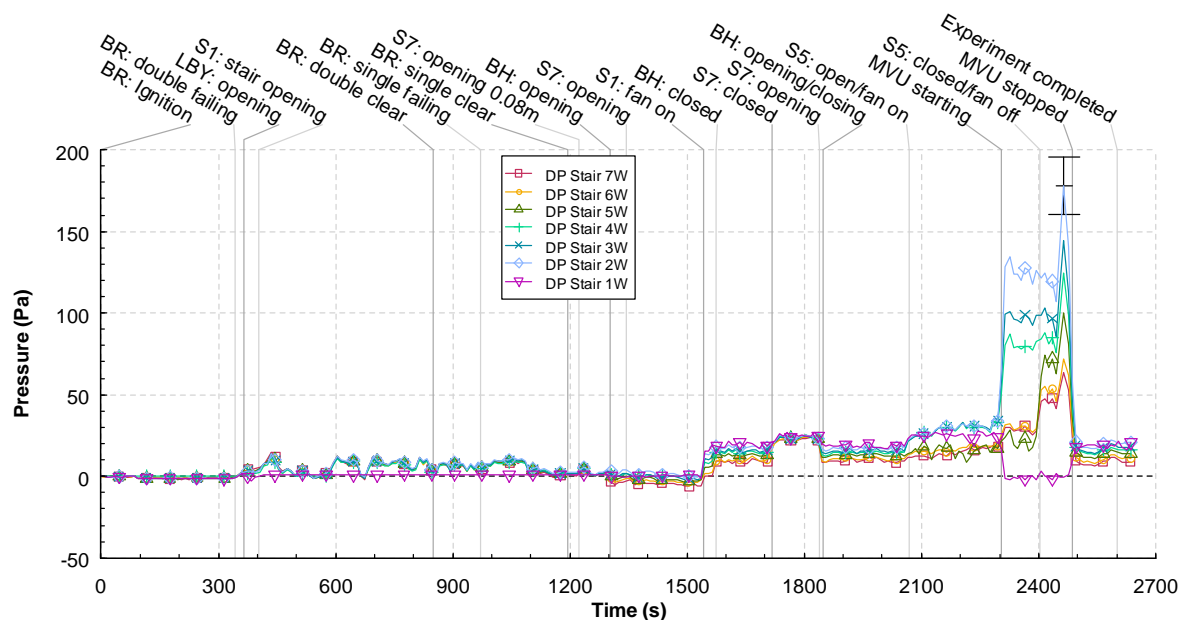 BR: Ignition
BR: double failing
LBY: opening
S1: stair opening
BR: double clear
BR: single failing
BR: single clear
S7: opening 0.08m
BH: opening
S7: opening
S1: fan on
BH: closed
S7: closed
S7: opening
BH: opening/closing
S5: open/fan on
MVU starting
S5: closed/fan off
MVU stopped
Experiment completed
200
150
100
50
0
-50
Pressure (Pa)
DP Stair 7W
DP Stair 6W
DP Stair 5W
DP Stair 4W
DP Stair 3W
DP Stair 2W
DP Stair 1W
0 300 600 900 1200 1500 1800 2100 2400 2700
Time (s)